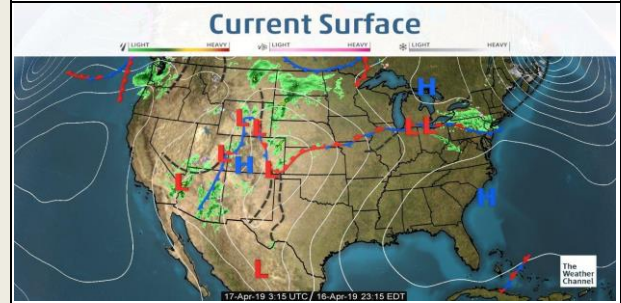 Current Surface
LIGHT HEAVY LIGHT HEAVY LIGHT HEAVY
H
L
L
L L
L
H
L
L
H
L
The
Weather
Channel
17-Apr-19 3:15 UTC / 16-Apr-19 23:15 EDT